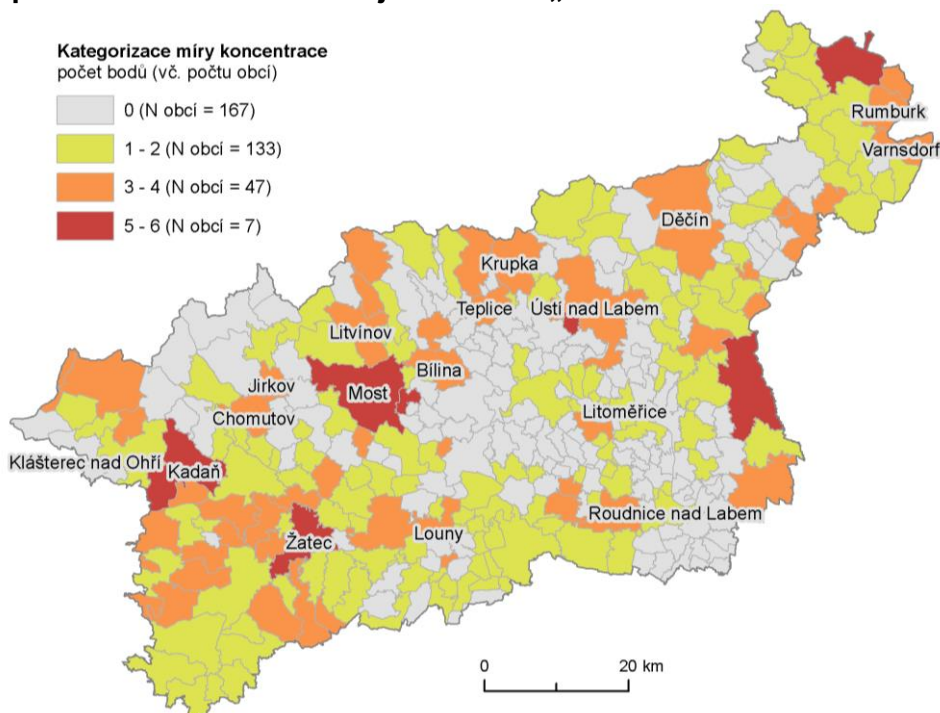 Kategorizace míry koncentrace
počet bodů (vč. počtu obcí)
0 (N obcí = 167)
1 - 2 (N obcí = 133)
3 - 4 (N obcí = 47)
5 - 6 (N obcí = 7)
Rumburk
Varnsdorf
Děčín
Krupka
Teplice
Ústí nad Labem
Litvínov
Bílina
Jirkov
Most
Chomutov
Litoměřice
Klášterec nad Ohří
Kadaň
Roudnice nad Labem
Louny
Žatec
0
20 km